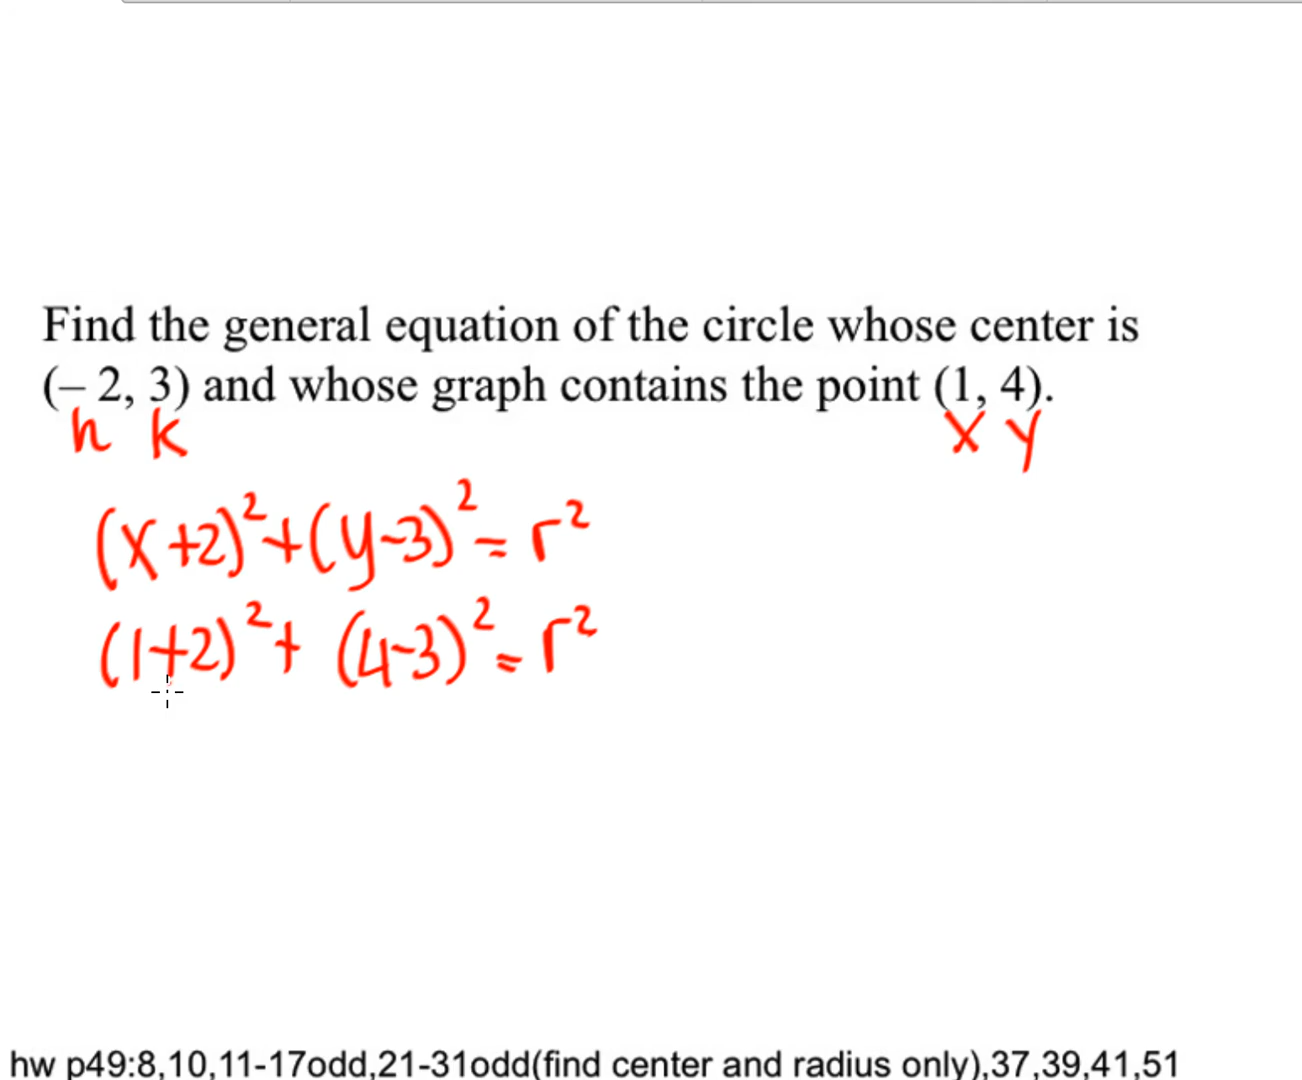 Find the general equation of the circle whose center is
(– 2, 3) and whose graph contains the point (1, 4).
h k x y
(x+2)²+(y-3)²= r²
(1+2)²+ (4-3)²= r²
hw p49:8,10,11-17odd,21-31odd(find center and radius only),37,39,41,51